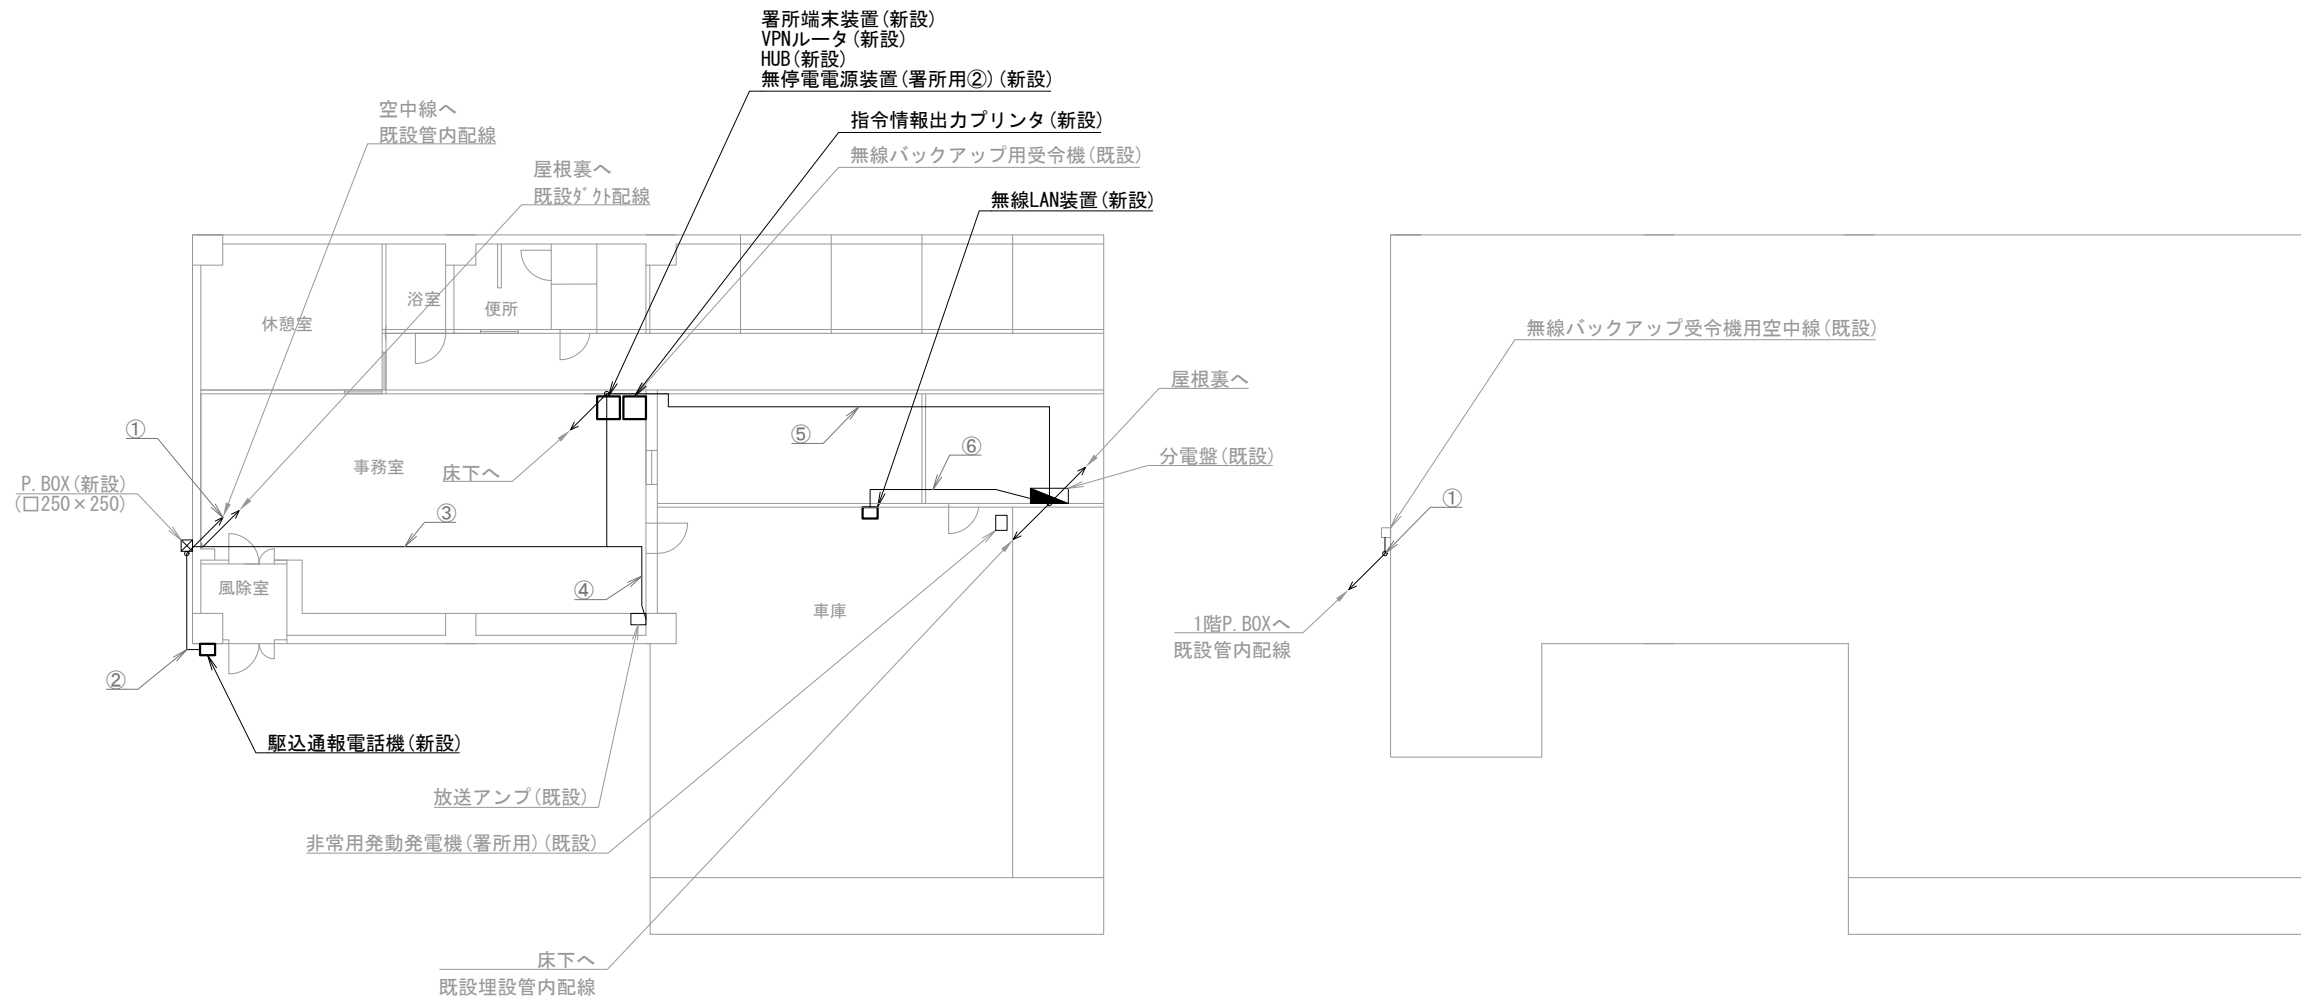 署所端末装置(新設)
VPNルータ(新設)
HUB(新設)
無停電電源装置(署所用②)(新設)
空中線へ
既設管内配線
指令情報出力プリンタ(新設)
無線バックアップ用受令機(既設)
屋根裏へ
既設ﾀﾞｸﾄ配線
無線LAN装置(新設)
浴室
便所
休憩室
無線バックアップ受令機用空中線(既設)
屋根裏へ
①
⑤
⑥
事務室
床下へ
分電盤(既設)
P.BOX(新設)
(□250×250)
③
①
風除室
④
車庫
1階P.BOXへ
既設管内配線
②
駆込通報電話機(新設)
放送アンプ(既設)
非常用発動発電機(署所用)(既設)
床下へ
既設埋設管内配線